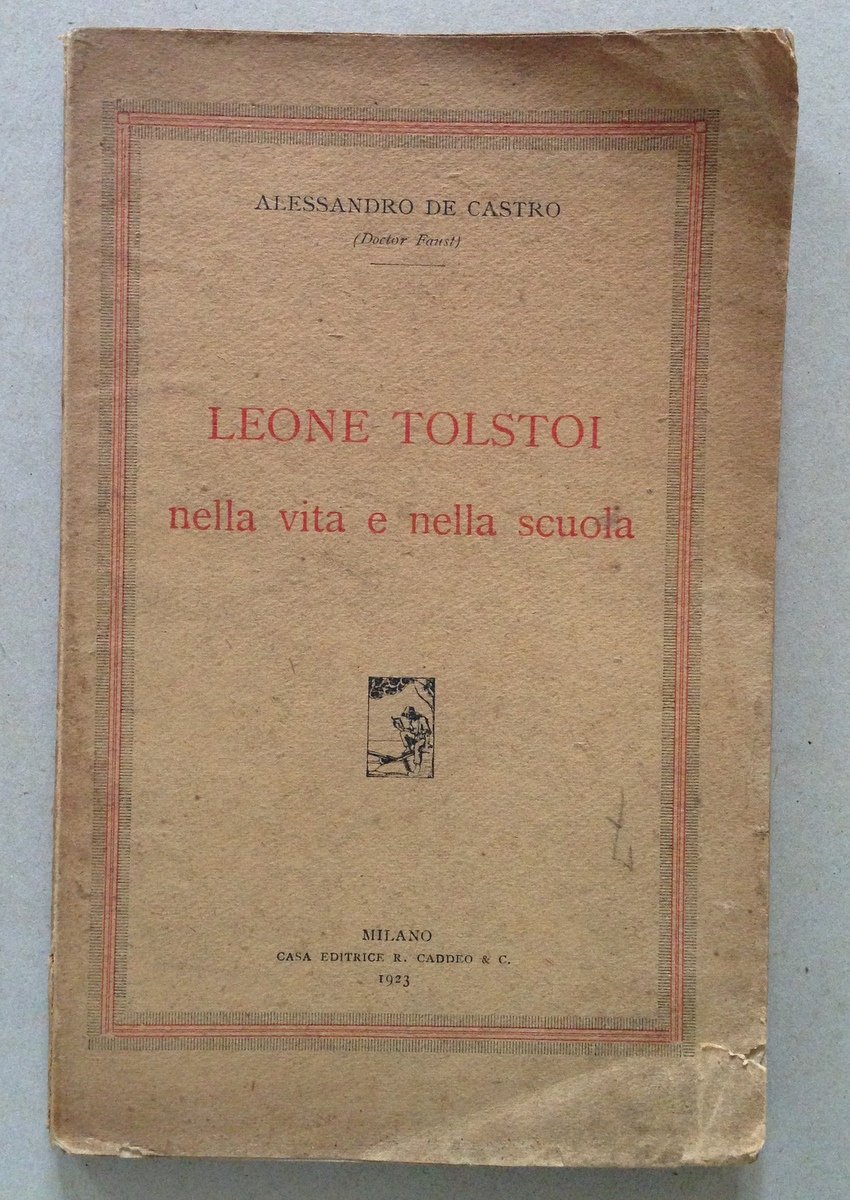 ALESSANDRO DE CASTRO
(Doctor Faust)
LEONE TOLSTOI
nella vita e nella scuola
MILANO
CASA EDITRICE R. CADDEO & C.
1923